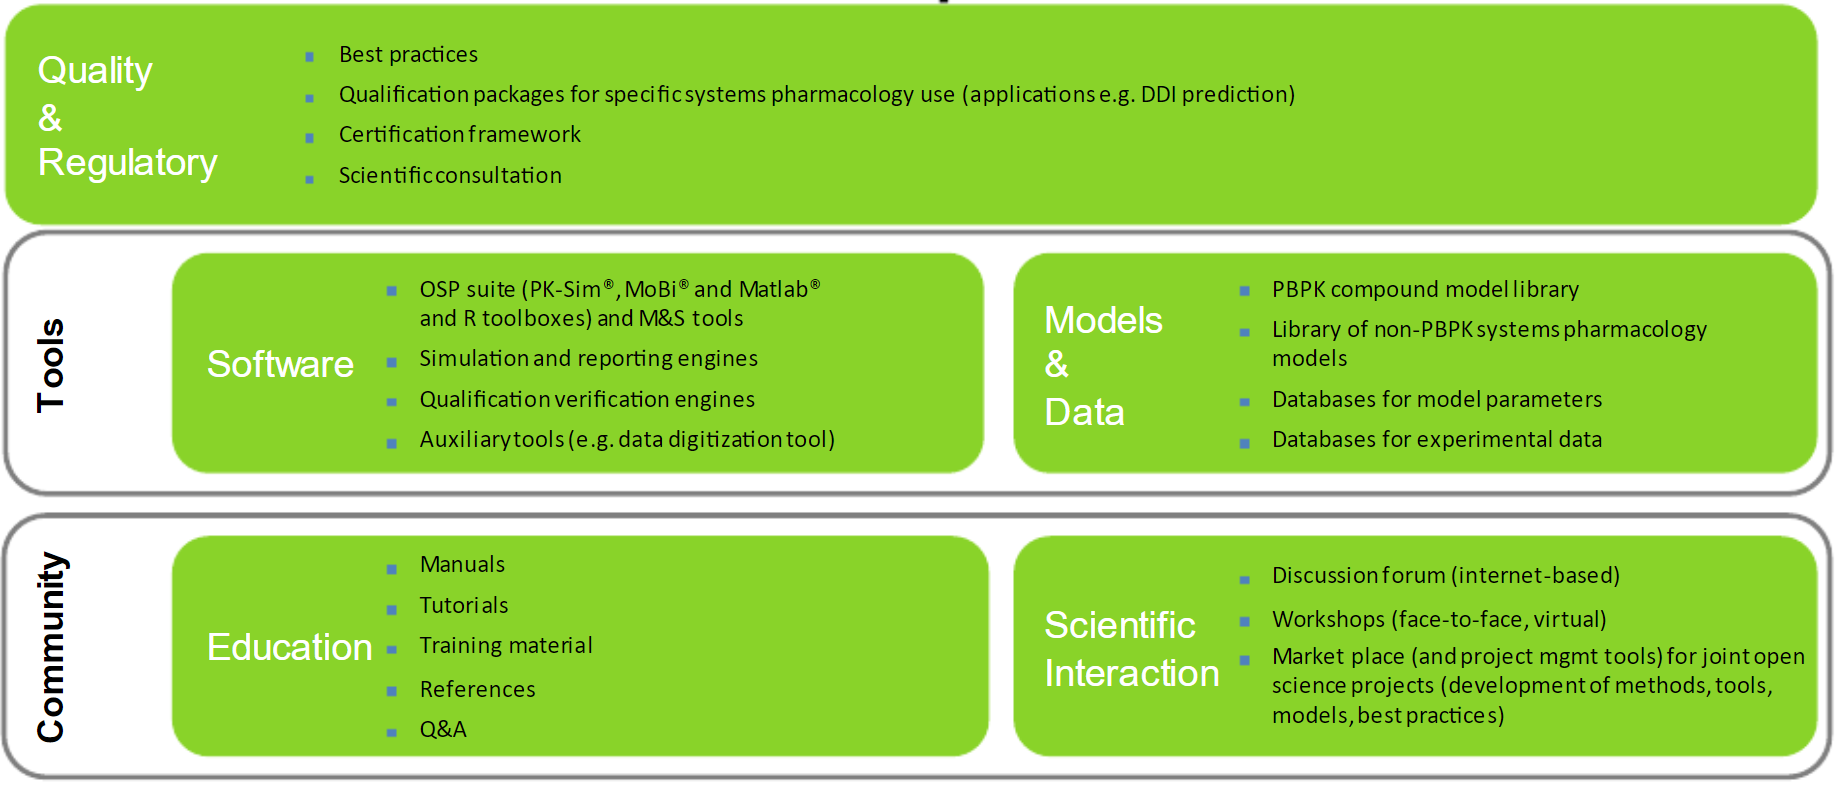 Quality
&
Regulatory
Best practices
Qualification packages for specific systems pharmacology use (applications e.g. DDI prediction)
Certification framework
Scientific consultation
Tools
Software
OSP suite (PK-Sim®, MoBi® and Matlab®
and R toolboxes) and M&S tools
Simulation and reporting engines
Qualification verification engines
Auxiliary tools (e.g. data digitization tool)
Models
&
Data
PBPK compound model library
Library of non-PBPK systems pharmacology
models
Databases for model parameters
Databases for experimental data
Community
Education
Manuals
Tutorials
Training material
References
Q&A
Scientific
Interaction
Discussion forum (internet-based)
Workshops (face-to-face, virtual)
Market place (and project mgmt tools) for joint open
science projects (development of methods, tools,
models, best practices)